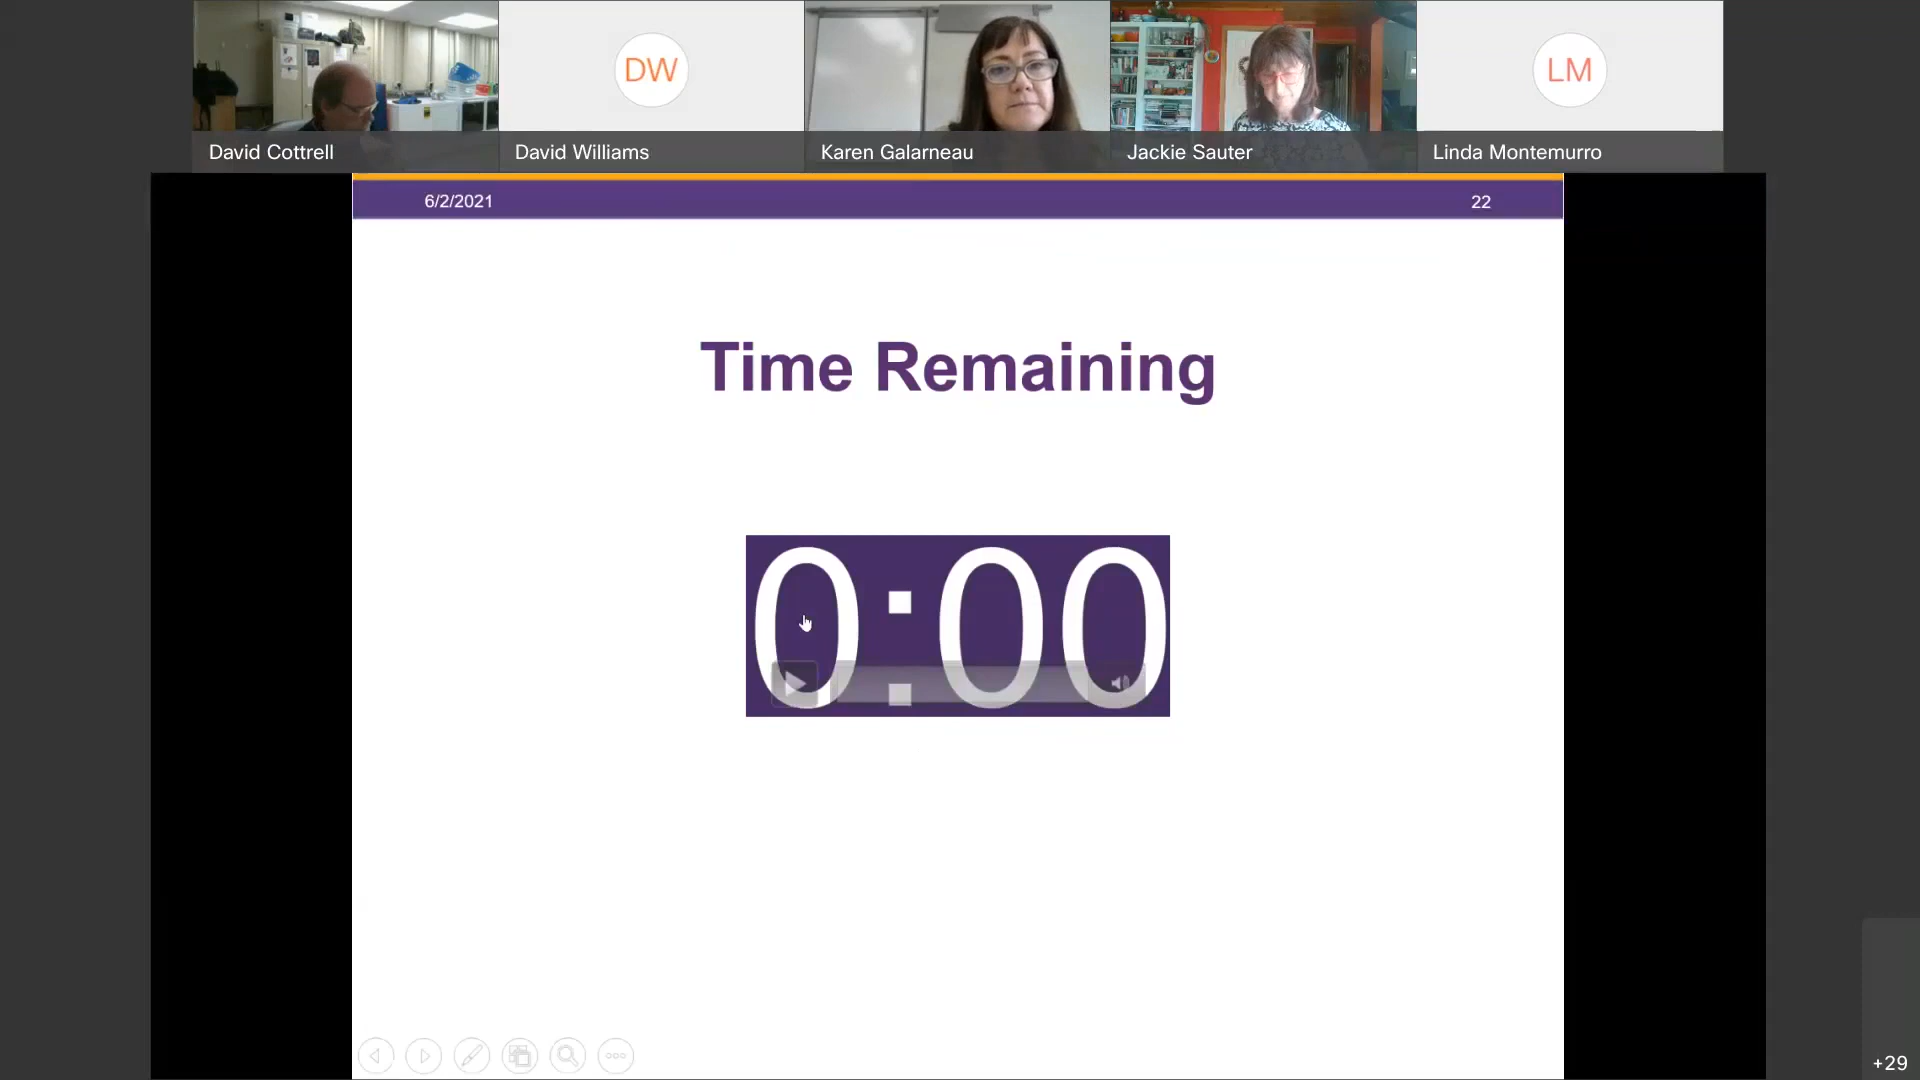 DW
LM
David Cottrell
David Williams
Karen Galarneau
Jackie Sauter
Linda Montemurro
6/2/2021
22
Time Remaining
0:00
+29